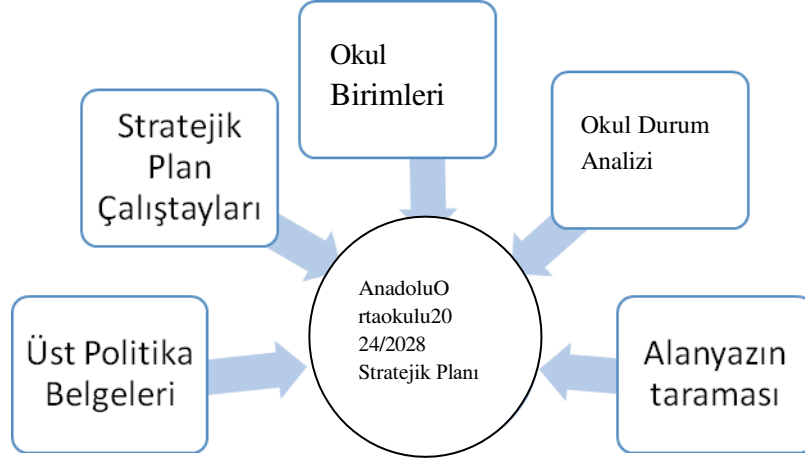 Okul
Birimleri
Stratejik
Plan
Çalıştayları
Okul Durum
Analizi
AnadoluO
rtaokulu20
24/2028
Stratejik Planı
Üst Politika
Belgeleri
Alanyazın
taraması